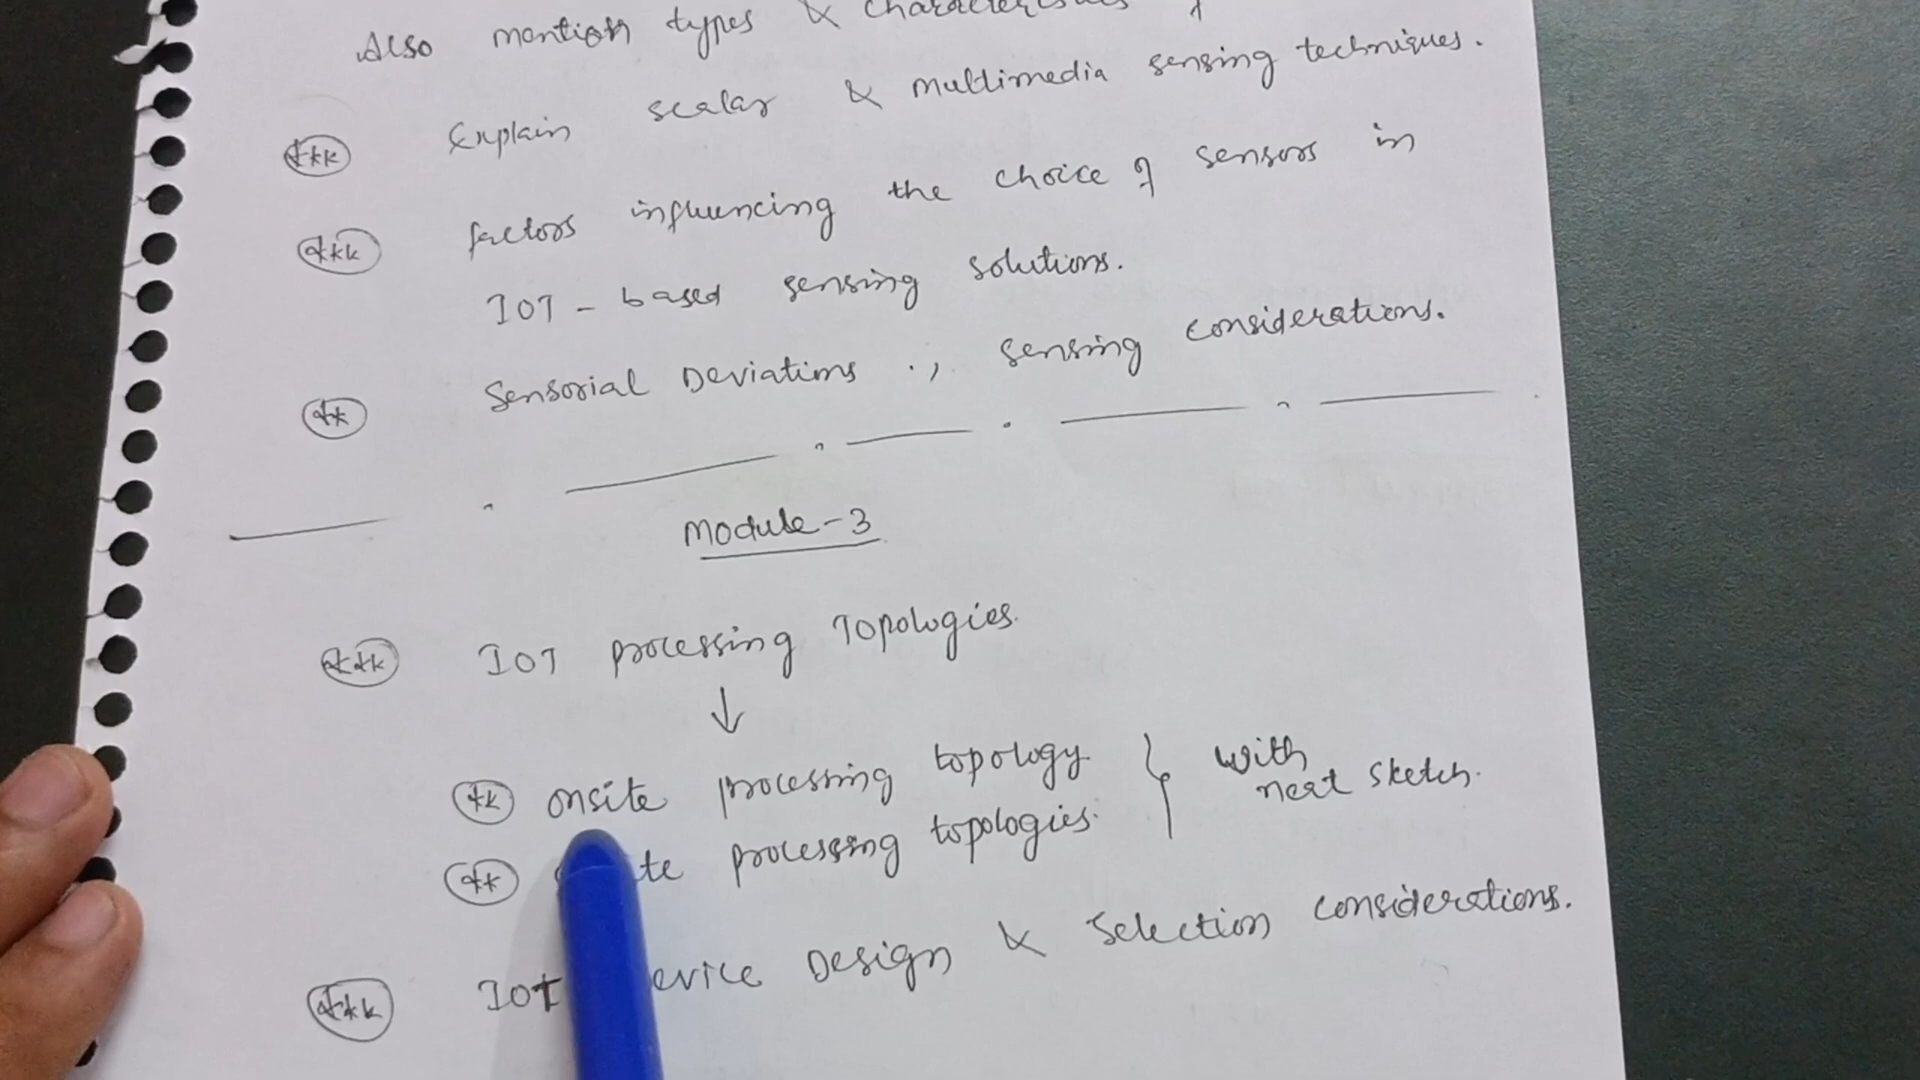 Also mention types & characteristics of
*** Explain scalar & multimedia sensing techniques.
*** factors influencing the choice of sensors in
IOT - based sensing solutions.
** Sensorial Deviations ., sensing considerations.
Module-3
*** IOT processing Topologies.
↓
** onsite processing topology } with
** te processing topologies. neat sketch.
*** IOT evice Design & Selection considerations.